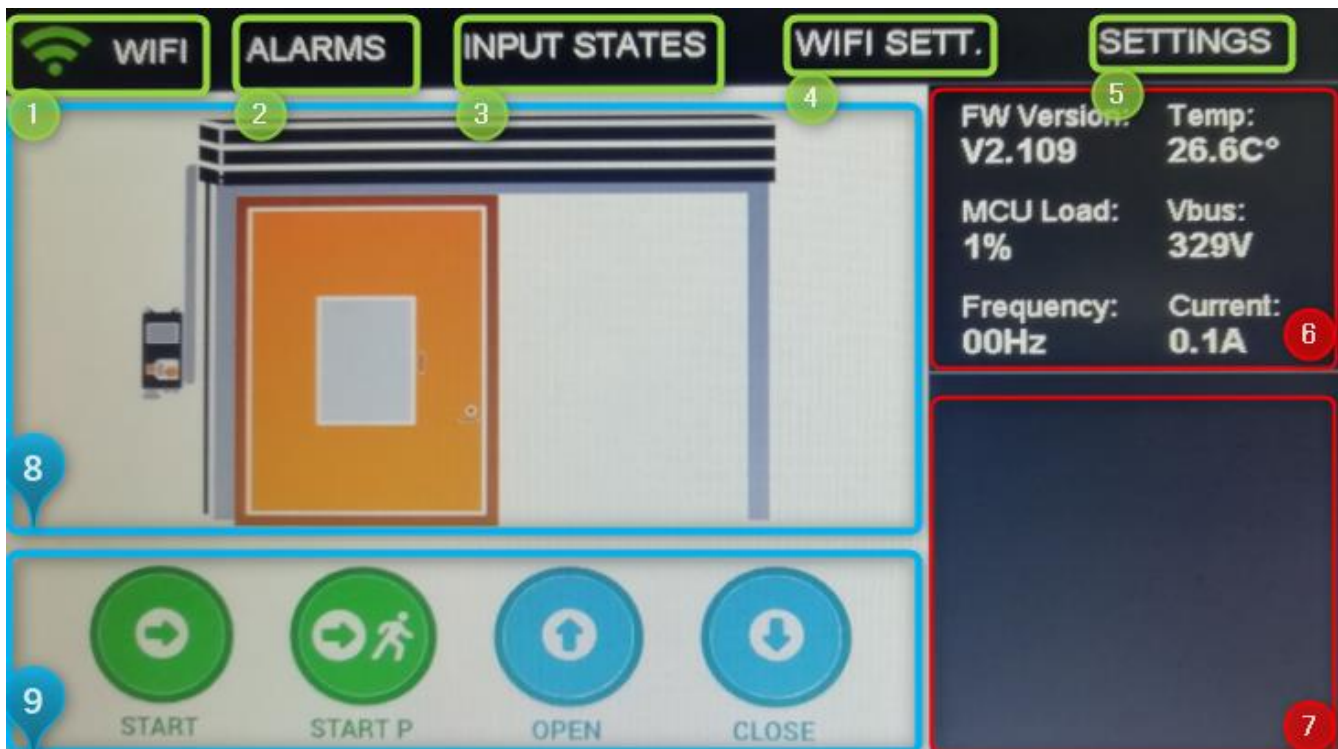 WIFI
ALARMS
INPUT STATES
WIFI SETT.
SETTINGS
1
2
3
4
5
FW Version:
V2.109
Temp:
26.6C°
MCU Load:
1%
Vbus:
329V
Frequency:
00Hz
Current:
0.1A
6
8
9
START
START P
OPEN
CLOSE
7